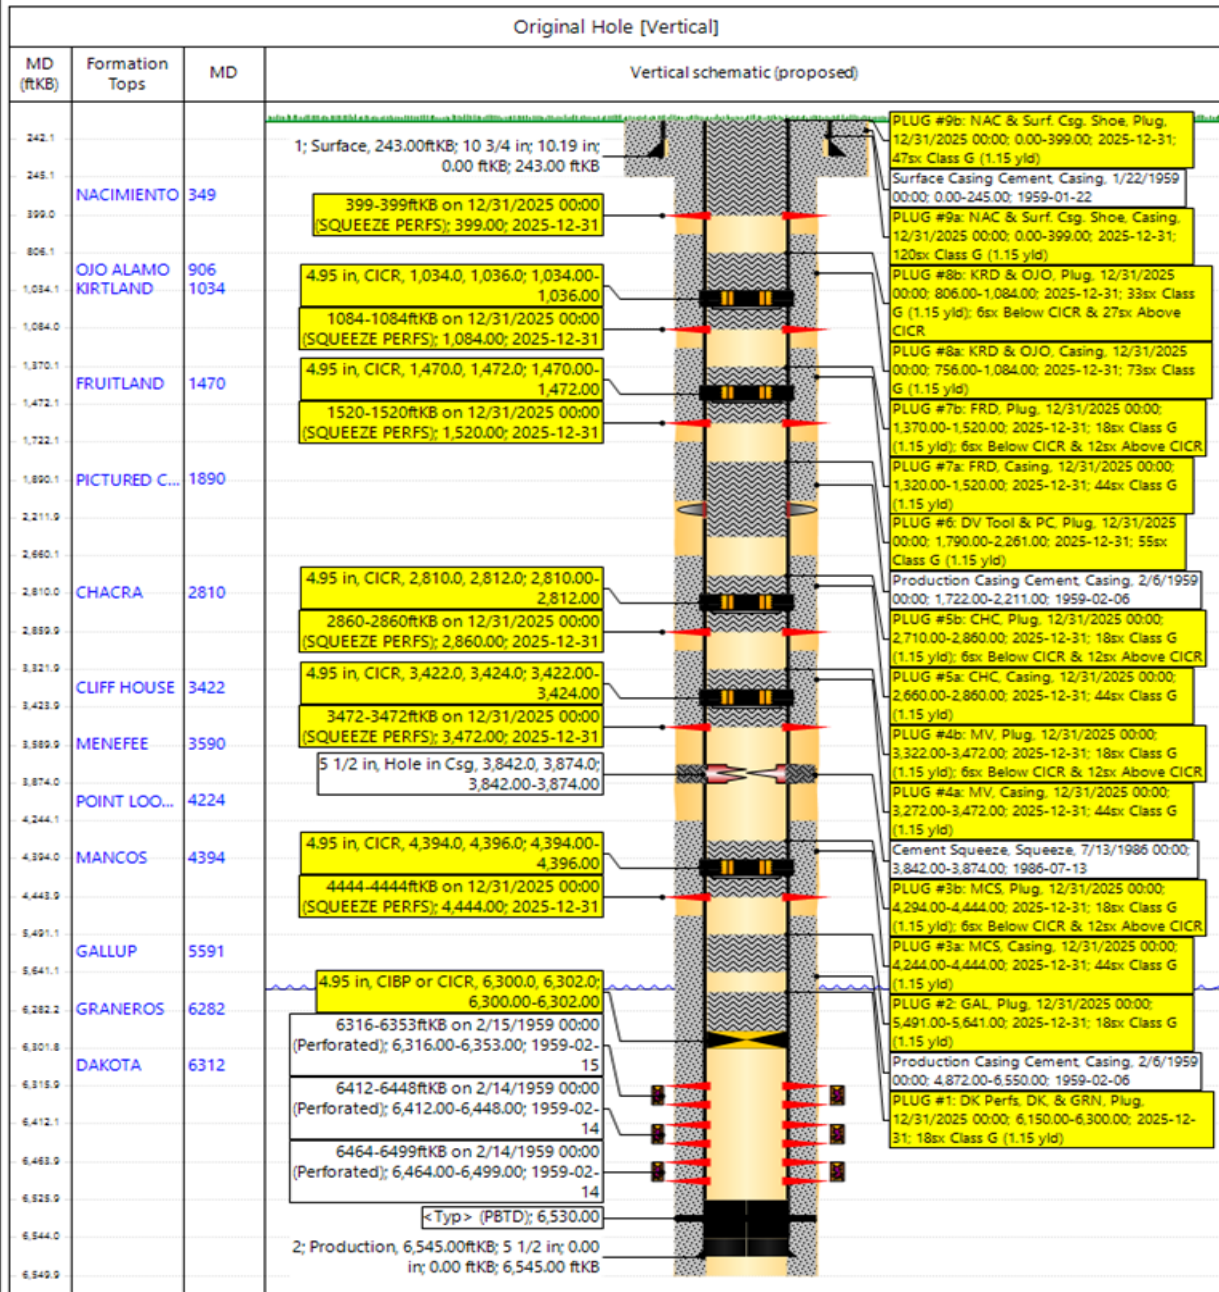 Original Hole [Vertical]
MD
(ftKB)
Formation
Tops
MD
Vertical schematic (proposed)
242.1
245.1
399.0
806.1
1,034.1
1,084.0
1,370.1
1,472.1
1,722.1
1,890.1
2,211.9
2,660.1
2,810.0
2,859.9
3,321.9
3,423.9
3,589.9
3,874.0
4,244.1
4,394.0
4,443.9
5,491.1
5,641.1
6,282.2
6,301.8
6,315.9
6,412.1
6,463.9
6,525.9
6,544.0
6,549.9
NACIMIENTO 349
OJO ALAMO 906
KIRTLAND 1034
FRUITLAND 1470
PICTURED C... 1890
CHACRA 2810
CLIFF HOUSE 3422
MENEFEE 3590
POINT LOO... 4224
MANCOS 4394
GALLUP 5591
GRANEROS 6282
DAKOTA 6312
1; Surface, 243.00ftKB; 10 3/4 in; 10.19 in;
0.00 ftKB; 243.00 ftKB
399-399ftKB on 12/31/2025 00:00
(SQUEEZE PERFS); 399.00; 2025-12-31
4.95 in, CICR, 1,034.0, 1,036.0; 1,034.00-
1,036.00
1084-1084ftKB on 12/31/2025 00:00
(SQUEEZE PERFS); 1,084.00; 2025-12-31
4.95 in, CICR, 1,470.0, 1,472.0; 1,470.00-
1,472.00
1520-1520ftKB on 12/31/2025 00:00
(SQUEEZE PERFS); 1,520.00; 2025-12-31
4.95 in, CICR, 2,810.0, 2,812.0; 2,810.00-
2,812.00
2860-2860ftKB on 12/31/2025 00:00
(SQUEEZE PERFS); 2,860.00; 2025-12-31
4.95 in, CICR, 3,422.0, 3,424.0; 3,422.00-
3,424.00
3472-3472ftKB on 12/31/2025 00:00
(SQUEEZE PERFS); 3,472.00; 2025-12-31
5 1/2 in, Hole in Csg, 3,842.0, 3,874.0;
3,842.00-3,874.00
4.95 in, CICR, 4,394.0, 4,396.0; 4,394.00-
4,396.00
4444-4444ftKB on 12/31/2025 00:00
(SQUEEZE PERFS); 4,444.00; 2025-12-31
4.95 in, CIBP or CICR, 6,300.0, 6,302.0;
6,300.00-6,302.00
6316-6353ftKB on 2/15/1959 00:00
(Perforated); 6,316.00-6,353.00; 1959-02-
15
6412-6448ftKB on 2/14/1959 00:00
(Perforated); 6,412.00-6,448.00; 1959-02-
14
6464-6499ftKB on 2/14/1959 00:00
(Perforated); 6,464.00-6,499.00; 1959-02-
14
<Typ> (PBTD); 6,530.00
2; Production, 6,545.00ftKB; 5 1/2 in; 0.00
in; 0.00 ftKB; 6,545.00 ftKB
PLUG #9b: NAC & Surf. Csg. Shoe, Plug,
12/31/2025 00:00; 0.00-399.00; 2025-12-31;
47sx Class G (1.15 yld)
Surface Casing Cement, Casing, 1/22/1959
00:00; 0.00-245.00; 1959-01-22
PLUG #9a: NAC & Surf. Csg. Shoe, Casing,
12/31/2025 00:00; 0.00-399.00; 2025-12-31;
120sx Class G (1.15 yld)
PLUG #8b: KRD & OJO, Plug, 12/31/2025
00:00; 806.00-1,084.00; 2025-12-31; 33sx Class
G (1.15 yld); 6sx Below CICR & 27sx Above
CICR
PLUG #8a: KRD & OJO, Casing, 12/31/2025
00:00; 756.00-1,084.00; 2025-12-31; 73sx Class
G (1.15 yld)
PLUG #7b: FRD, Plug, 12/31/2025 00:00;
1,370.00-1,520.00; 2025-12-31; 18sx Class G
(1.15 yld); 6sx Below CICR & 12sx Above CICR
PLUG #7a: FRD, Casing, 12/31/2025 00:00;
1,320.00-1,520.00; 2025-12-31; 44sx Class G
(1.15 yld)
PLUG #6: DV Tool & PC, Plug, 12/31/2025
00:00; 1,790.00-2,261.00; 2025-12-31; 55sx
Class G (1.15 yld)
Production Casing Cement, Casing, 2/6/1959
00:00; 1,722.00-2,211.00; 1959-02-06
PLUG #5b: CHC, Plug, 12/31/2025 00:00;
2,710.00-2,860.00; 2025-12-31; 18sx Class G
(1.15 yld); 6sx Below CICR & 12sx Above CICR
PLUG #5a: CHC, Casing, 12/31/2025 00:00;
2,660.00-2,860.00; 2025-12-31; 44sx Class G
(1.15 yld)
PLUG #4b: MV, Plug, 12/31/2025 00:00;
3,322.00-3,472.00; 2025-12-31; 18sx Class G
(1.15 yld); 6sx Below CICR & 12sx Above CICR
PLUG #4a: MV, Casing, 12/31/2025 00:00;
3,272.00-3,472.00; 2025-12-31; 44sx Class G
(1.15 yld)
Cement Squeeze, Squeeze, 7/13/1986 00:00;
3,842.00-3,874.00; 1986-07-13
PLUG #3b: MCS, Plug, 12/31/2025 00:00;
4,294.00-4,444.00; 2025-12-31; 18sx Class G
(1.15 yld); 6sx Below CICR & 12sx Above CICR
PLUG #3a: MCS, Casing, 12/31/2025 00:00;
4,244.00-4,444.00; 2025-12-31; 44sx Class G
(1.15 yld)
PLUG #2: GAL, Plug, 12/31/2025 00:00;
5,491.00-5,641.00; 2025-12-31; 18sx Class G
(1.15 yld)
Production Casing Cement, Casing, 2/6/1959
00:00; 4,872.00-6,550.00; 1959-02-06
PLUG #1: DK Perfs, DK, & GRN, Plug,
12/31/2025 00:00; 6,150.00-6,300.00; 2025-12-
31; 18sx Class G (1.15 yld)